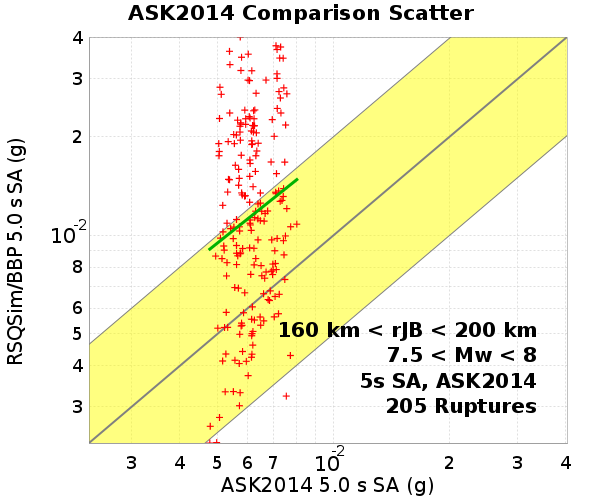 ASK2014 Comparison Scatter
RSQSim/BBP 5.0 s SA (g)
4
3
2
10-2
8
6
5
4
3
160 km < rJB < 200 km
7.5 < Mw < 8
5s SA, ASK2014
205 Ruptures
3 4 5 6 7 10-2 2 3 4
ASK2014 5.0 s SA (g)